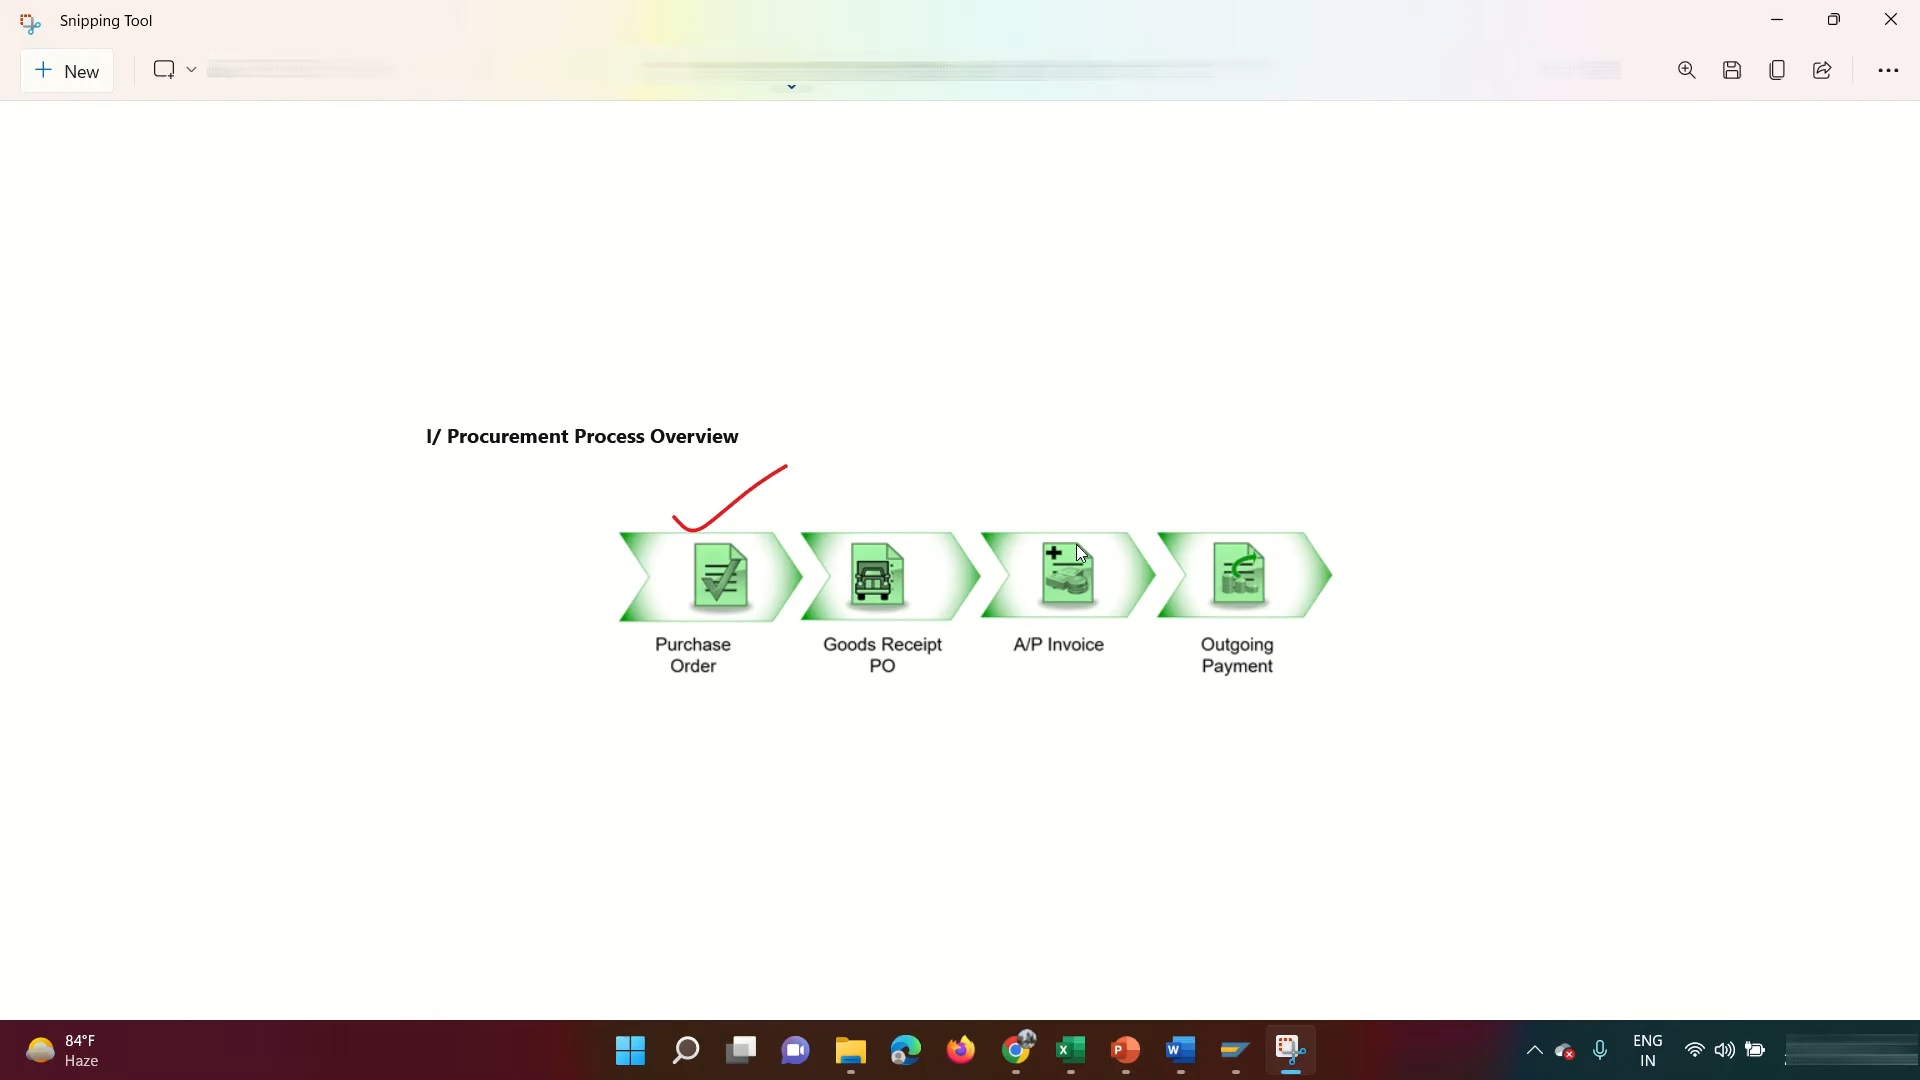 Snipping Tool
New
I/ Procurement Process Overview
Purchase
Order
Goods Receipt
PO
A/P Invoice
Outgoing
Payment
84°F
Haze
ENG
IN